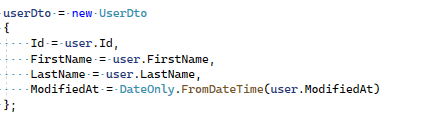 userDto = new UserDto
{
    Id = user.Id,
    FirstName = user.FirstName,
    LastName = user.LastName,
    ModifiedAt = DateOnly.FromDateTime(user.ModifiedAt)
};